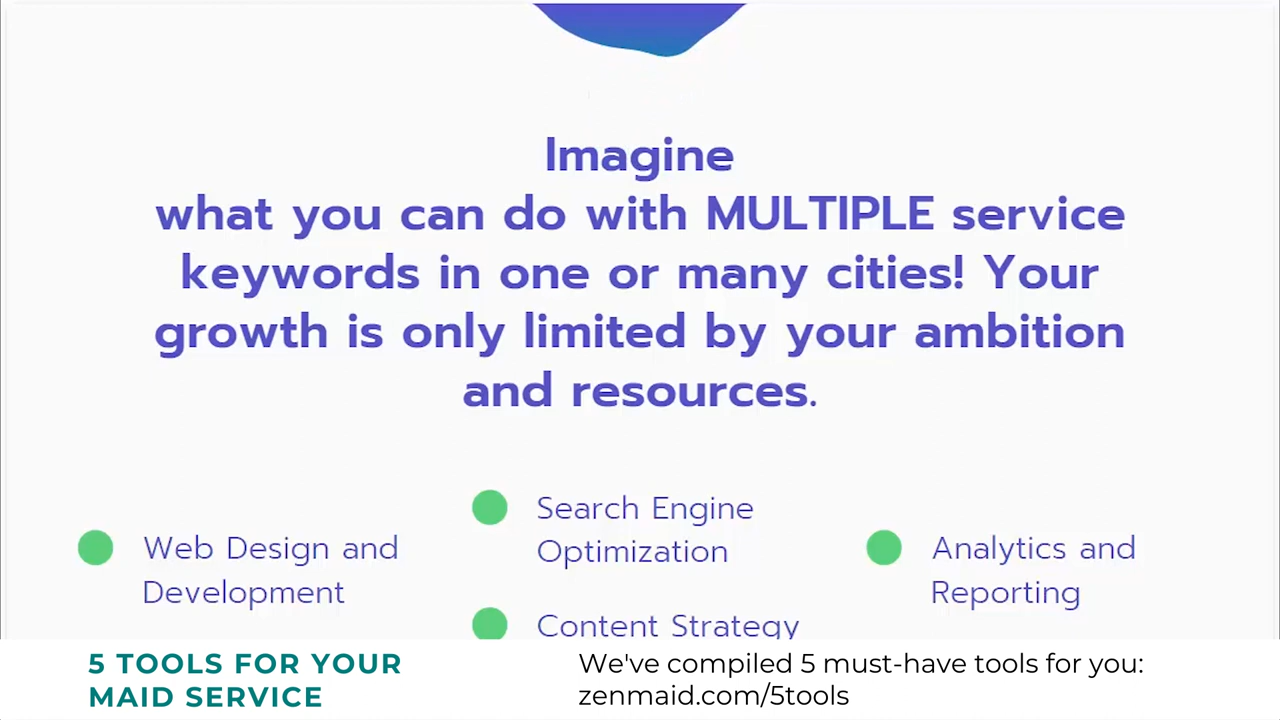 Imagine
what you can do with MULTIPLE service
keywords in one or many cities! Your
growth is only limited by your ambition
and resources.
Web Design and
Development
Search Engine
Optimization
Content Strategy
Analytics and
Reporting
5 TOOLS FOR YOUR
MAID SERVICE
We've compiled 5 must-have tools for you:
zenmaid.com/5tools